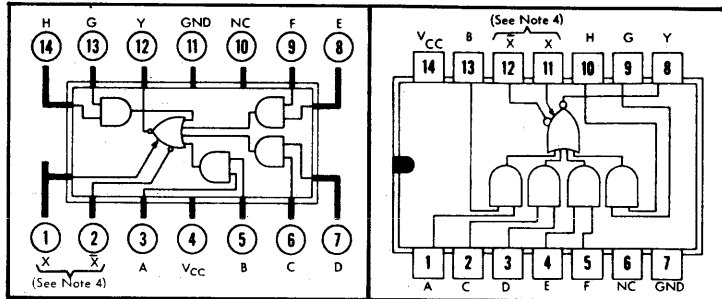 H G Y GND NC F E
14 13 12 11 10 9 8
1 2 3 4 5 6 7
X X̄ A VCC B C D
(See Note 4)
(See Note 4)
VCC B X̄ X H G Y
14 13 12 11 10 9 8
1 2 3 4 5 6 7
A C D E F NC GND